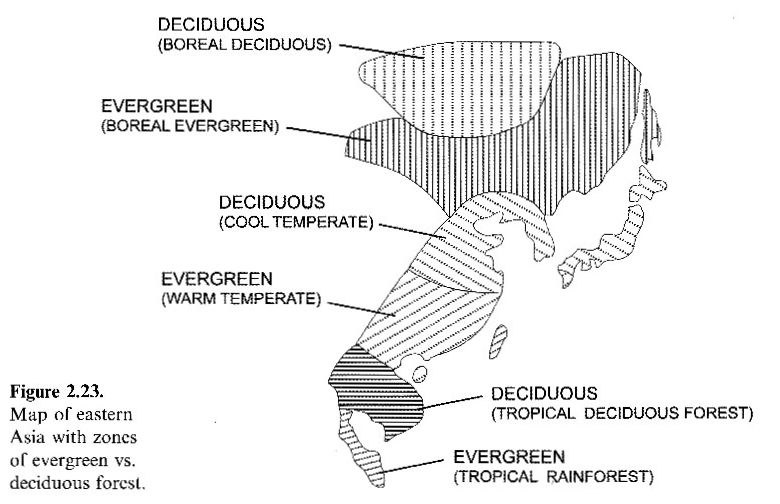 DECIDUOUS
(BOREAL DECIDUOUS)
EVERGREEN
(BOREAL EVERGREEN)
DECIDUOUS
(COOL TEMPERATE)
EVERGREEN
(WARM TEMPERATE)
DECIDUOUS
(TROPICAL DECIDUOUS FOREST)
EVERGREEN
(TROPICAL RAINFOREST)
Figure 2.23.
Map of eastern
Asia with zones
of evergreen vs.
deciduous forest.